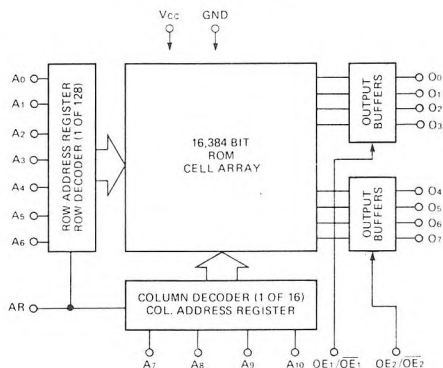 VCC GND
A0
A1
A2
A3
A4
A5
A6
ROW ADDRESS REGISTER
ROW DECODER (1 OF 128)
16,384 BIT
ROM
CELL ARRAY
OUTPUT
BUFFERS
O0
O1
O2
O3
OUTPUT
BUFFERS
O4
O5
O6
O7
AR
COLUMN DECODER (1 OF 16)
COL. ADDRESS REGISTER
A7 A8 A9 A10 OE1/O̅E̅1̅ OE2/O̅E̅2̅